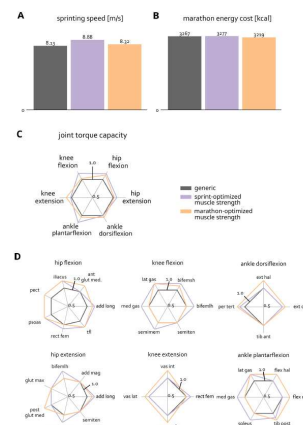 A
sprinting speed [m/s]
B
marathon energy cost [kcal]
8.23
8.88
8.32
3267
3277
3219
0
0
C
joint torque capacity
knee flexion
1.0
hip flexion
knee extension
0.5
hip extension
ankle plantarflexion
ankle dorsiflexion
generic
sprint-optimized
muscle strength
marathon-optimized
muscle strength
D
hip flexion
knee flexion
ankle dorsiflexion
iliacus
1.0
ant
glut med.
lat gas
1.0
bifemsh
ext hal
1.0
pect
0.5
add long
med gas
0.5
bifemlh
per tert
0.5
ext d
psoas
rect fem
tfl
semimem
semiten
tib ant
hip extension
knee extension
ankle plantarflexion
bifemlh
add mag
1.0
vas int
1.0
lat gas
1.0
flex hal
glut max
0.5
add long
vas lat
0.5
rect fem
med gas
0.5
flex d
post
glut med
semiten
soleus
tib post